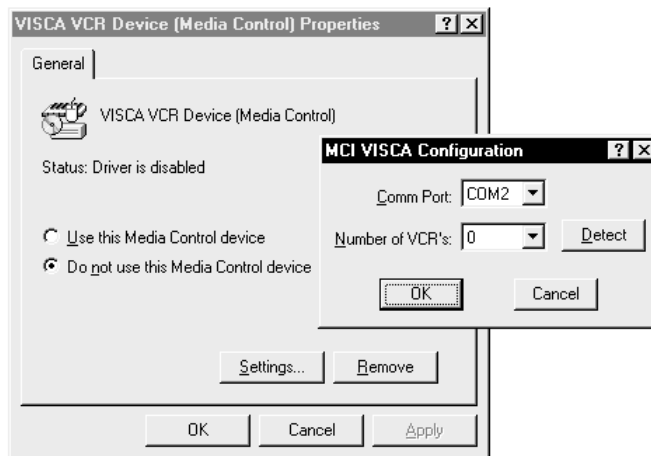 VISCA VCR Device (Media Control) Properties
General
VISCA VCR Device (Media Control)
Status: Driver is disabled
Use this Media Control device
Do not use this Media Control device
Settings...
Remove
OK
Cancel
Apply
MCI VISCA Configuration
Comm Port:
COM2
Number of VCR's:
0
Detect
OK
Cancel